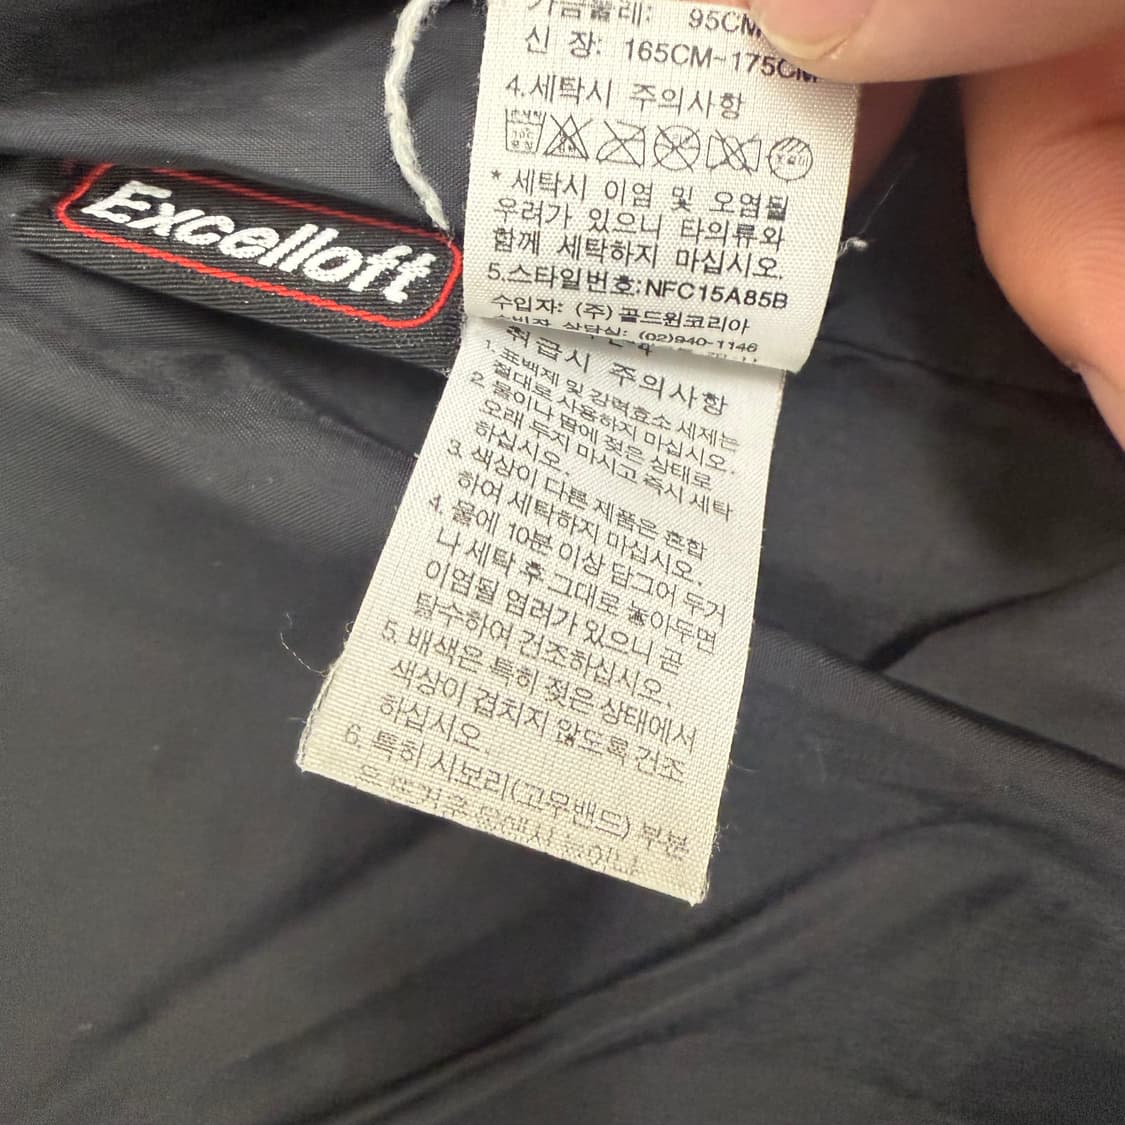 Excelloft
가슴둘레: 95CM
신 장: 165CM~175CM
4.세탁시 주의사항
* 세탁시 이염 및 오염될
우려가 있으니 타의류와
함께 세탁하지 마십시오.
5.스타일번호:NFC15A85B
수입자: (주) 골드윈코리아
상담실: (02)940-1146
취급시 주의사항
1. 표백제 및 강력효소 세제는
절대로 사용하지 마십시오.
2. 물이나 땀에 젖은 상태로
오래 두지 마시고 즉시 세탁
하십시오.
3. 색상이 다른 제품은 혼합
하여 세탁하지 마십시오.
4. 물에 10분 이상 담그어 두거
나 세탁 후 그대로 놓아두면
이염될 염려가 있으니 곧
탈수하여 건조하십시오.
5. 배색은 특히 젖은 상태에서
색상이 겹치지 않도록 건조
하십시오.
6. 특히 시보리(고무밴드) 부분